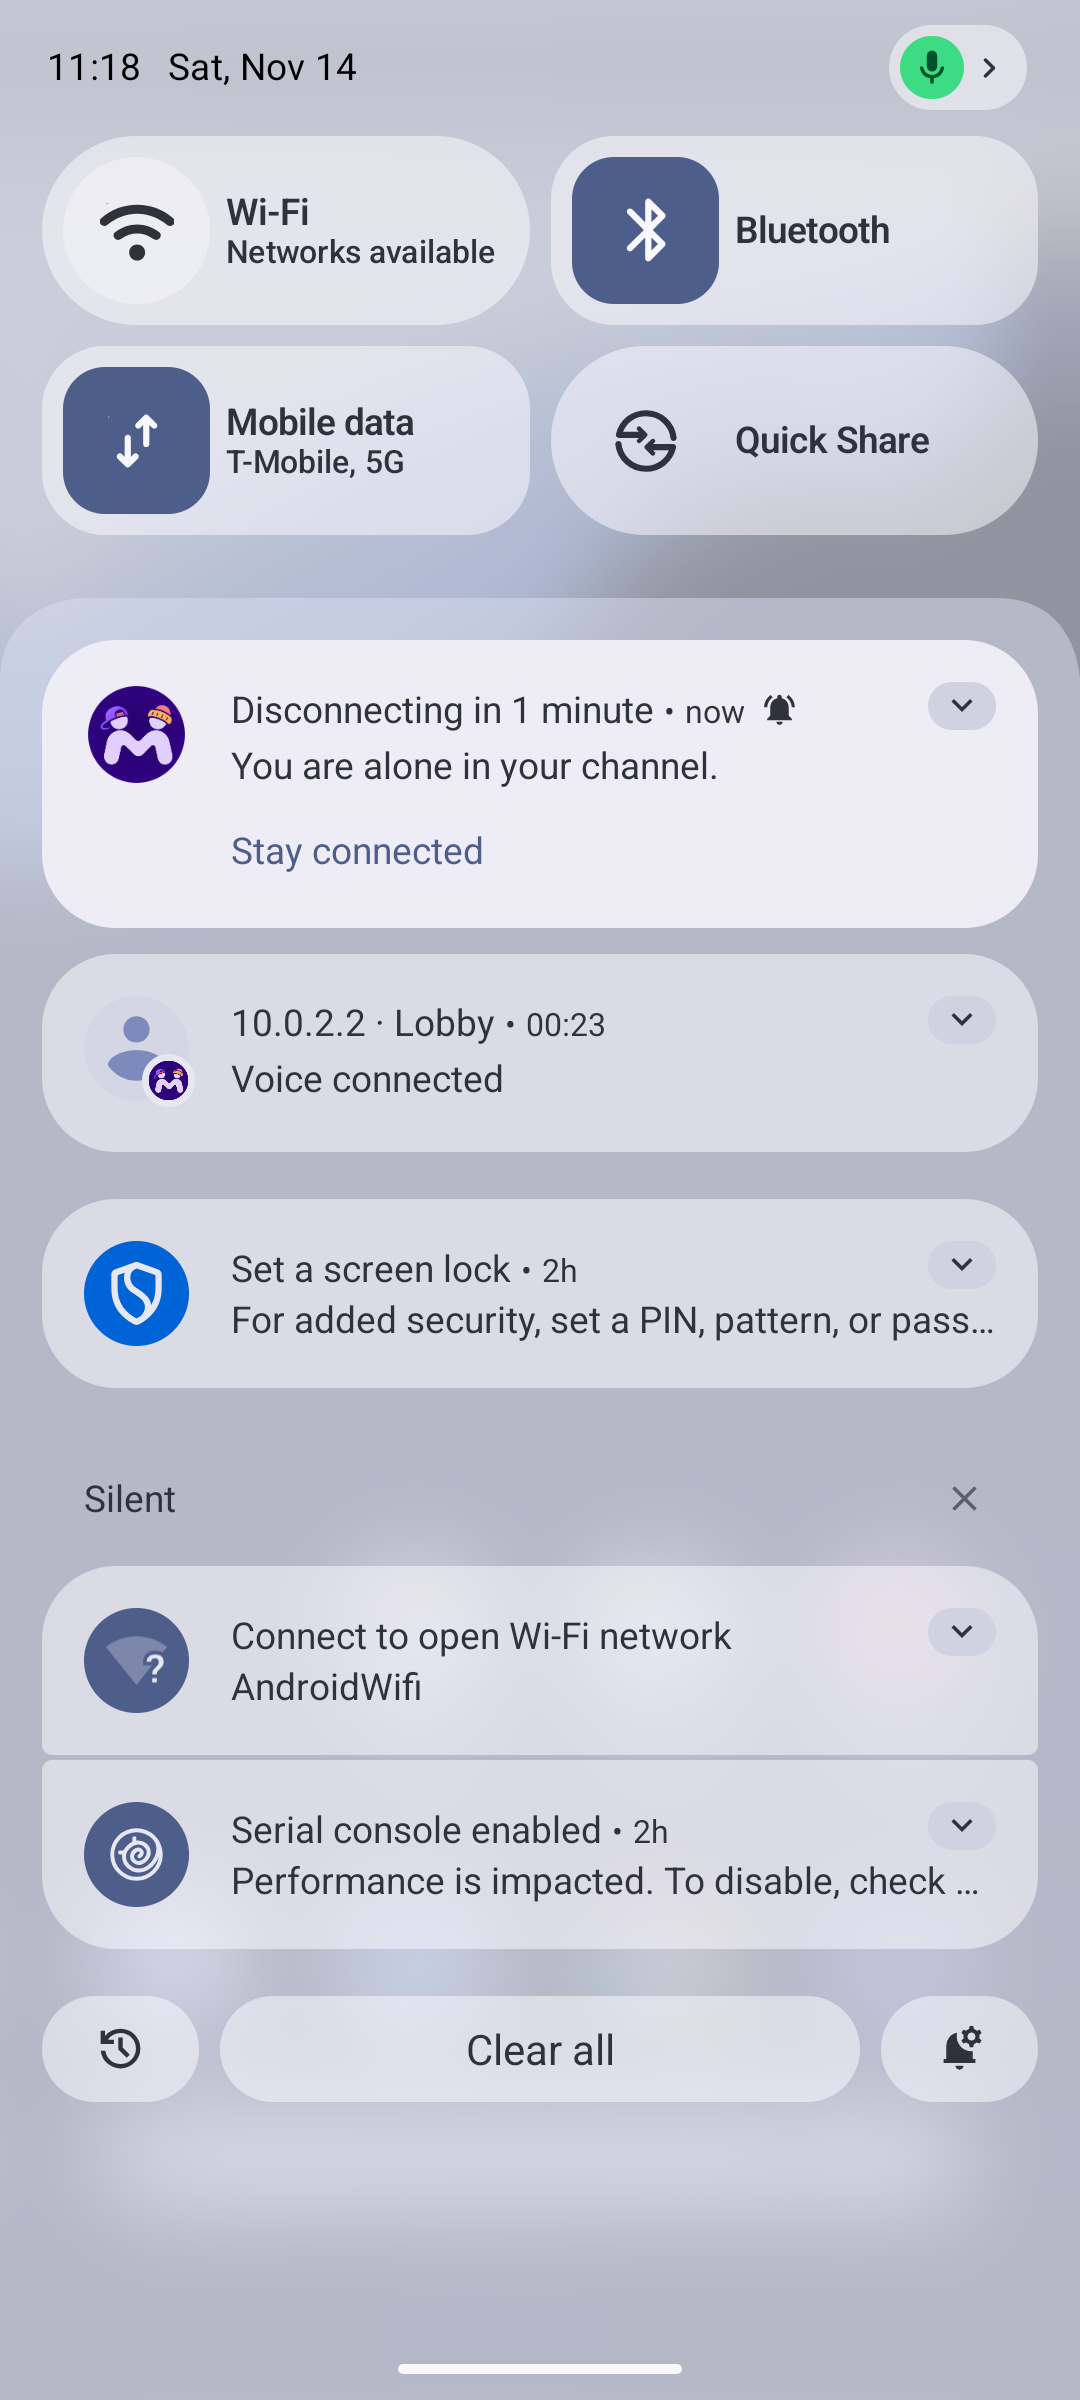 11:18 Sat, Nov 14
Wi-Fi
Networks available
Bluetooth
Mobile data
T-Mobile, 5G
Quick Share
Disconnecting in 1 minute • now
You are alone in your channel.
Stay connected
10.0.2.2 · Lobby • 00:23
Voice connected
Set a screen lock • 2h
For added security, set a PIN, pattern, or pass…
Silent
Connect to open Wi-Fi network
AndroidWifi
Serial console enabled • 2h
Performance is impacted. To disable, check …
Clear all